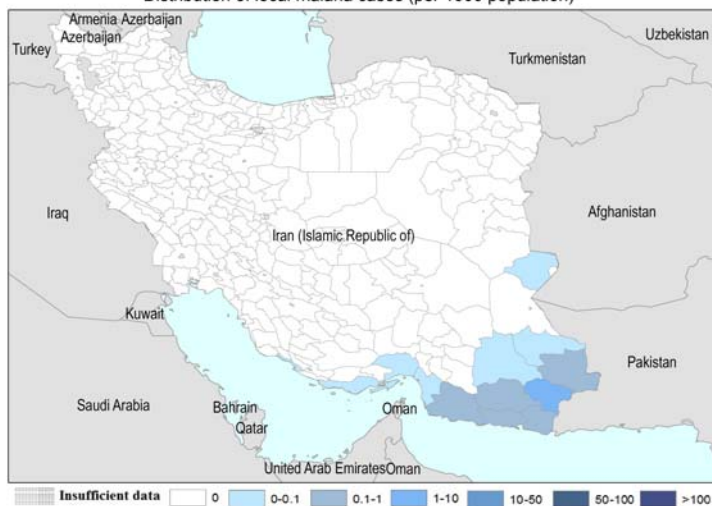 Distribution of local malaria cases (per 1000 population)
Armenia Azerbaijan
Azerbaijan
Turkey
Uzbekistan
Turkmenistan
Iraq
Afghanistan
Iran (Islamic Republic of)
Kuwait
Pakistan
Saudi Arabia
Bahrain
Qatar
Oman
United Arab Emirates
Oman
Insufficient data 0 0-0.1 0.1-1 1-10 10-50 50-100 >100